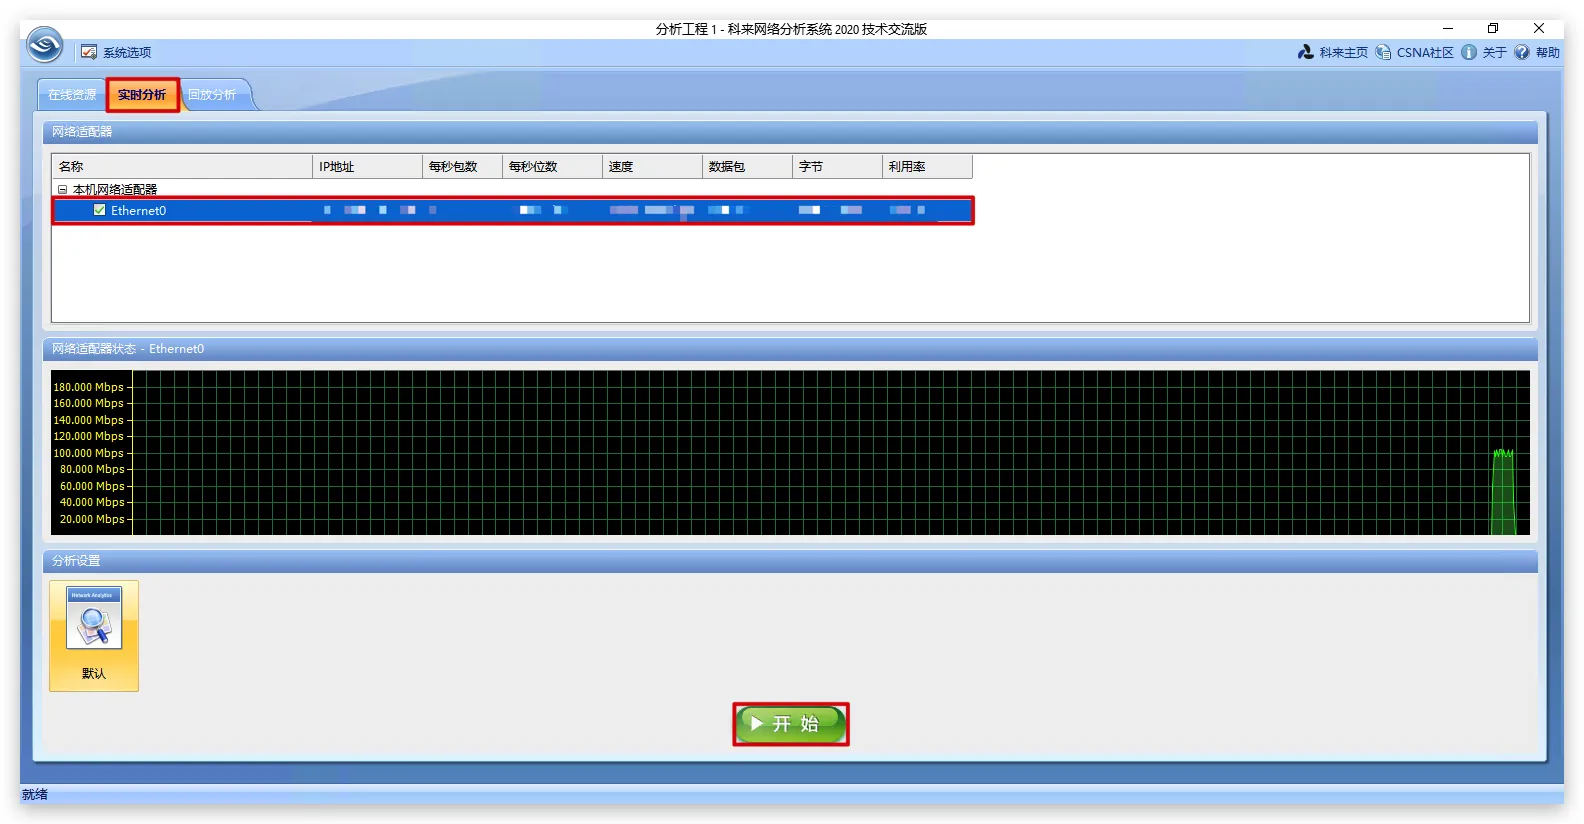 分析工程 1 - 科来网络分析系统 2020 技术交流版
系统选项
科来主页 CSNA社区 关于 帮助
在线资源 实时分析 回放分析
网络适配器
名称 IP地址 每秒包数 每秒位数 速度 数据包 字节 利用率
本机网络适配器
Ethernet0
网络适配器状态 - Ethernet0
180.000 Mbps
160.000 Mbps
140.000 Mbps
120.000 Mbps
100.000 Mbps
80.000 Mbps
60.000 Mbps
40.000 Mbps
20.000 Mbps
分析设置
Network Analytics
默认
开 始
就绪